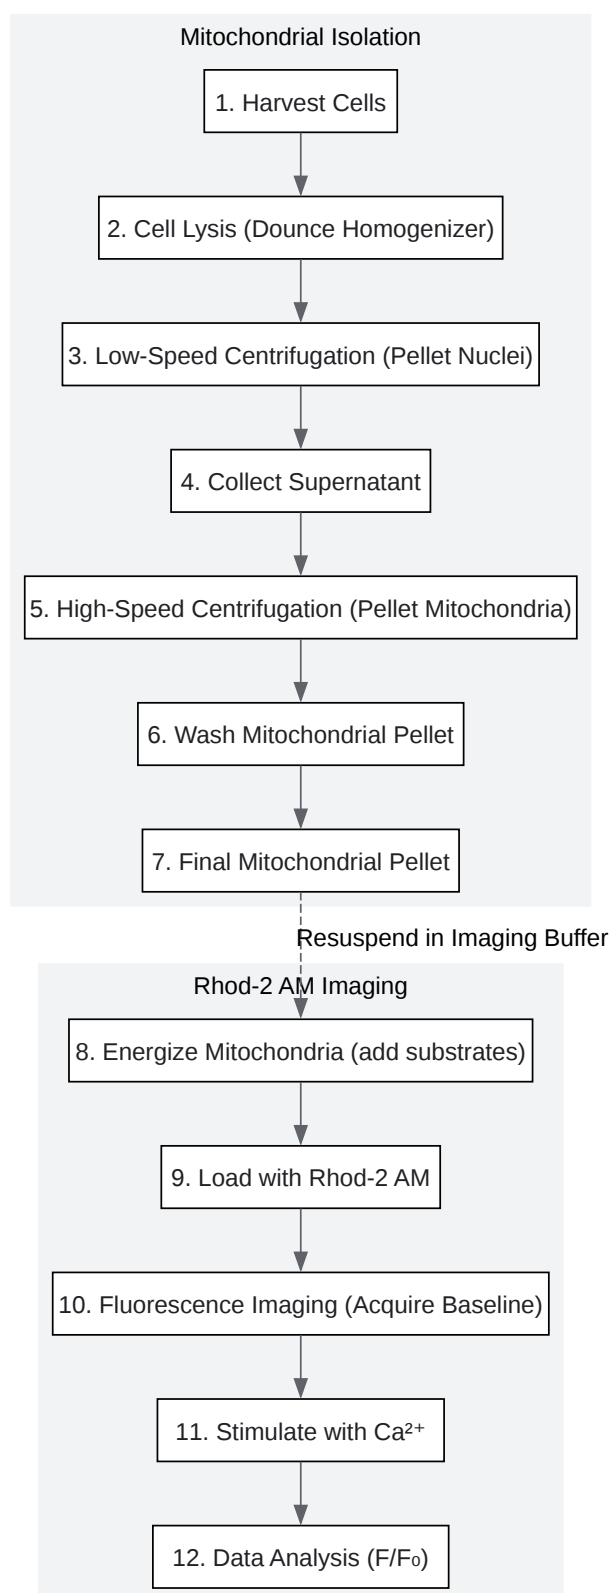 Mitochondrial Isolation
1. Harvest Cells
2. Cell Lysis (Dounce Homogenizer)
3. Low-Speed Centrifugation (Pellet Nuclei)
4. Collect Supernatant
5. High-Speed Centrifugation (Pellet Mitochondria)
6. Wash Mitochondrial Pellet
7. Final Mitochondrial Pellet
Resuspend in Imaging Buffer
Rhod-2 AM Imaging
8. Energize Mitochondria (add substrates)
9. Load with Rhod-2 AM
10. Fluorescence Imaging (Acquire Baseline)
11. Stimulate with Ca²⁺
12. Data Analysis (F/F₀)